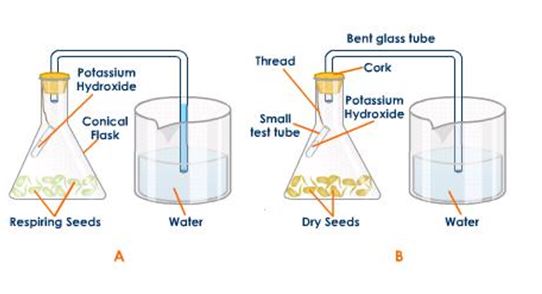 Potassium
Hydroxide
Conical
Flask
Respiring Seeds
Water
A
Bent glass tube
Thread
Cork
Potassium
Hydroxide
Small
test tube
Dry Seeds
Water
B